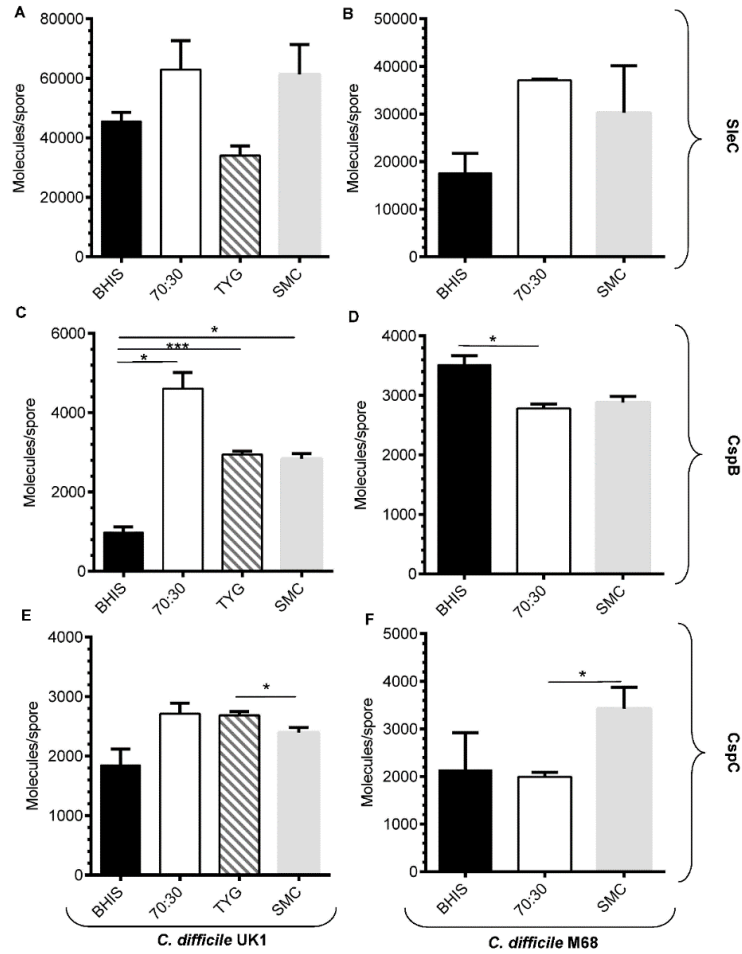 A
Molecules/spore
80000
60000
40000
20000
0
BHIS
70:30
TYG
SMC
B
Molecules/spore
50000
40000
30000
20000
10000
0
BHIS
70:30
SMC
SleC
C
Molecules/spore
6000
4000
2000
0
*
***
*
BHIS
70:30
TYG
SMC
D
Molecules/spore
4000
3000
2000
1000
0
*
BHIS
70:30
SMC
CspB
E
Molecules/spore
4000
3000
2000
1000
0
*
BHIS
70:30
TYG
SMC
F
Molecules/spore
5000
4000
3000
2000
1000
0
*
BHIS
70:30
SMC
CspC
C. difficile UK1
C. difficile M68